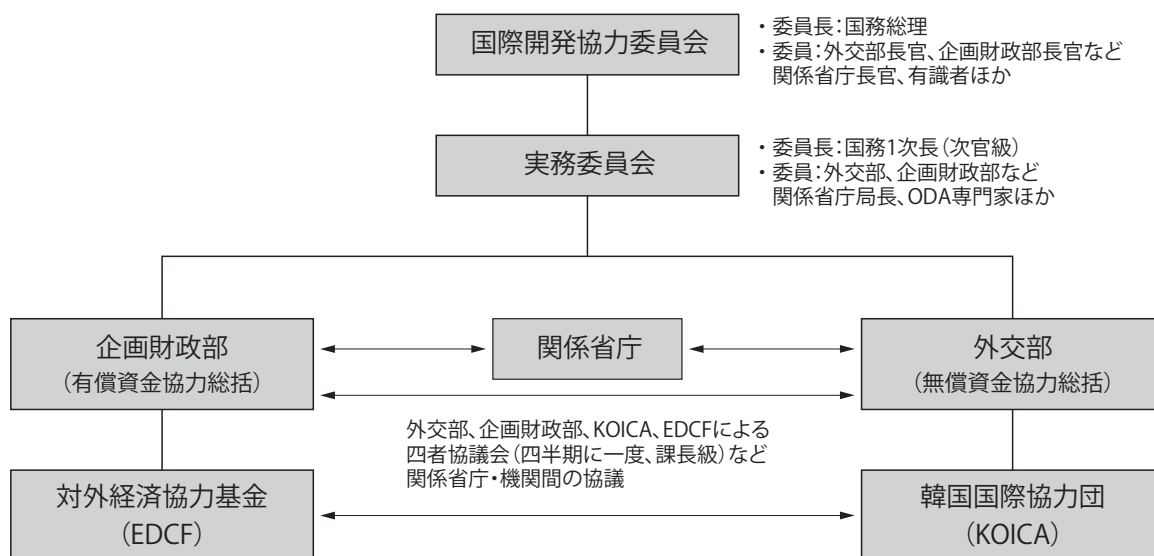 国際開発協力委員会
・委員長：国務総理
・委員：外交部長官、企画財政部長官など
関係省庁長官、有識者ほか
実務委員会
・委員長：国務1次長（次官級）
・委員：外交部、企画財政部など
関係省庁局長、ODA専門家ほか
企画財政部
（有償資金協力総括）
関係省庁
外交部
（無償資金協力総括）
外交部、企画財政部、KOICA、EDCFによる
四者協議会（四半期に一度、課長級）など
関係省庁・機関間の協議
対外経済協力基金
（EDCF）
韓国国際協力団
（KOICA）